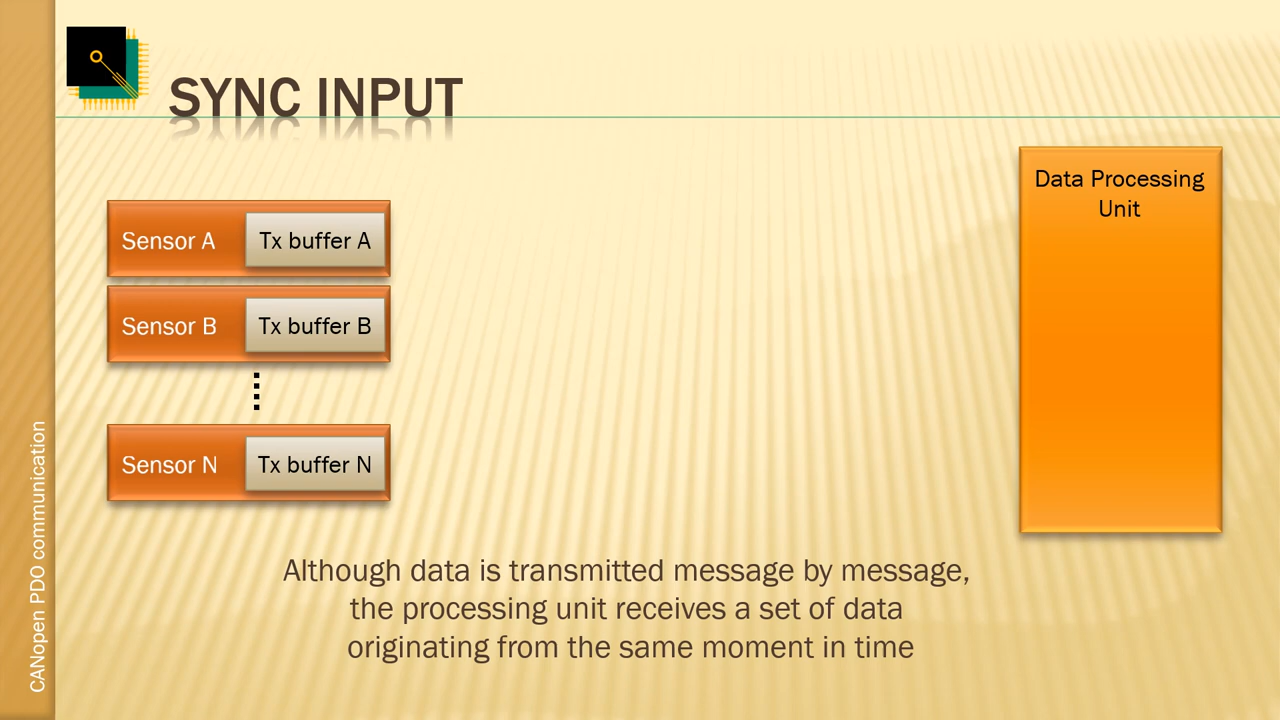 SYNC INPUT
Data Processing
Unit
Sensor A
Tx buffer A
Sensor B
Tx buffer B
Sensor N
Tx buffer N
Although data is transmitted message by message,
the processing unit receives a set of data
originating from the same moment in time
CANopen PDO communication